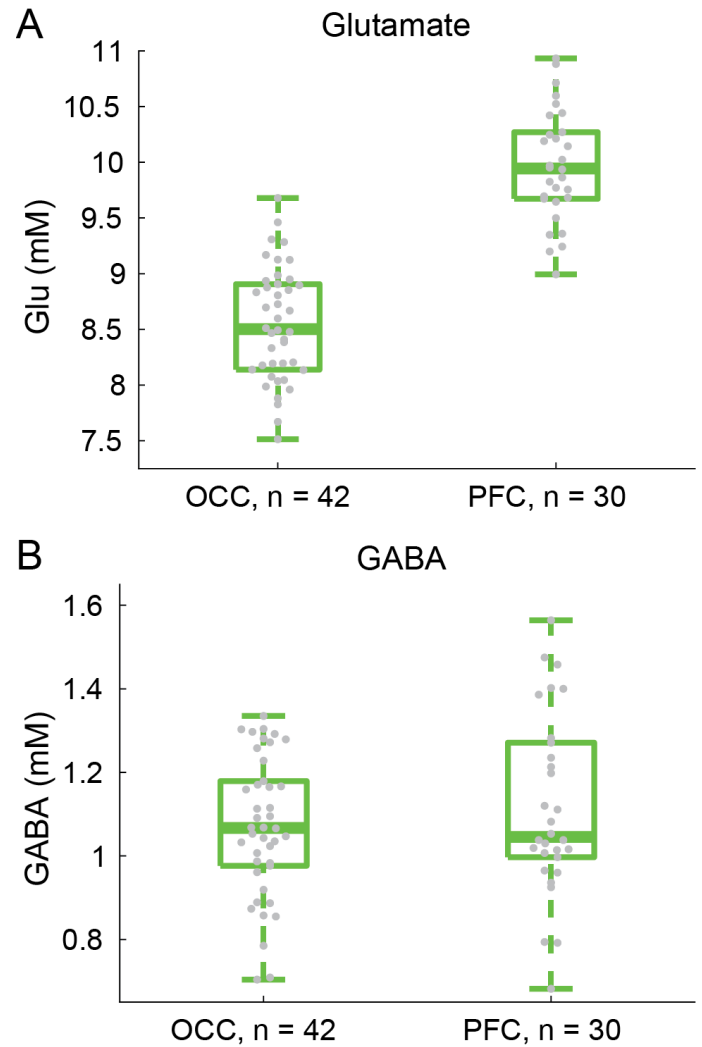 A
Glutamate
11
10.5
10
9.5
9
8.5
8
7.5
Glu (mM)
OCC, n = 42
PFC, n = 30
B
GABA
1.6
1.4
1.2
1
0.8
GABA (mM)
OCC, n = 42
PFC, n = 30